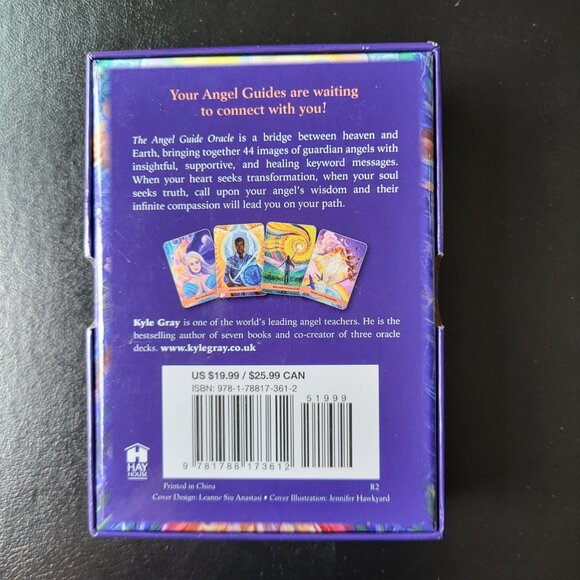 Your Angel Guides are waiting
to connect with you!
The Angel Guide Oracle is a bridge between heaven and
Earth, bringing together 44 images of guardian angels with
insightful, supportive, and healing keyword messages.
When your heart seeks transformation, when your soul
seeks truth, call upon your angel's wisdom and their
infinite compassion will lead you on your path.
Kyle Gray is one of the world's leading angel teachers. He is the
bestselling author of seven books and co-creator of three oracle
decks. www.kylegray.co.uk
US $19.99 / $25.99 CAN
ISBN: 978-1-78817-361-2
51999
9 781788 173612
HAY
HOUSE
Printed in China
R2
Cover Design: Leanne Siu Anastasi • Cover Illustration: Jennifer Hawkyard